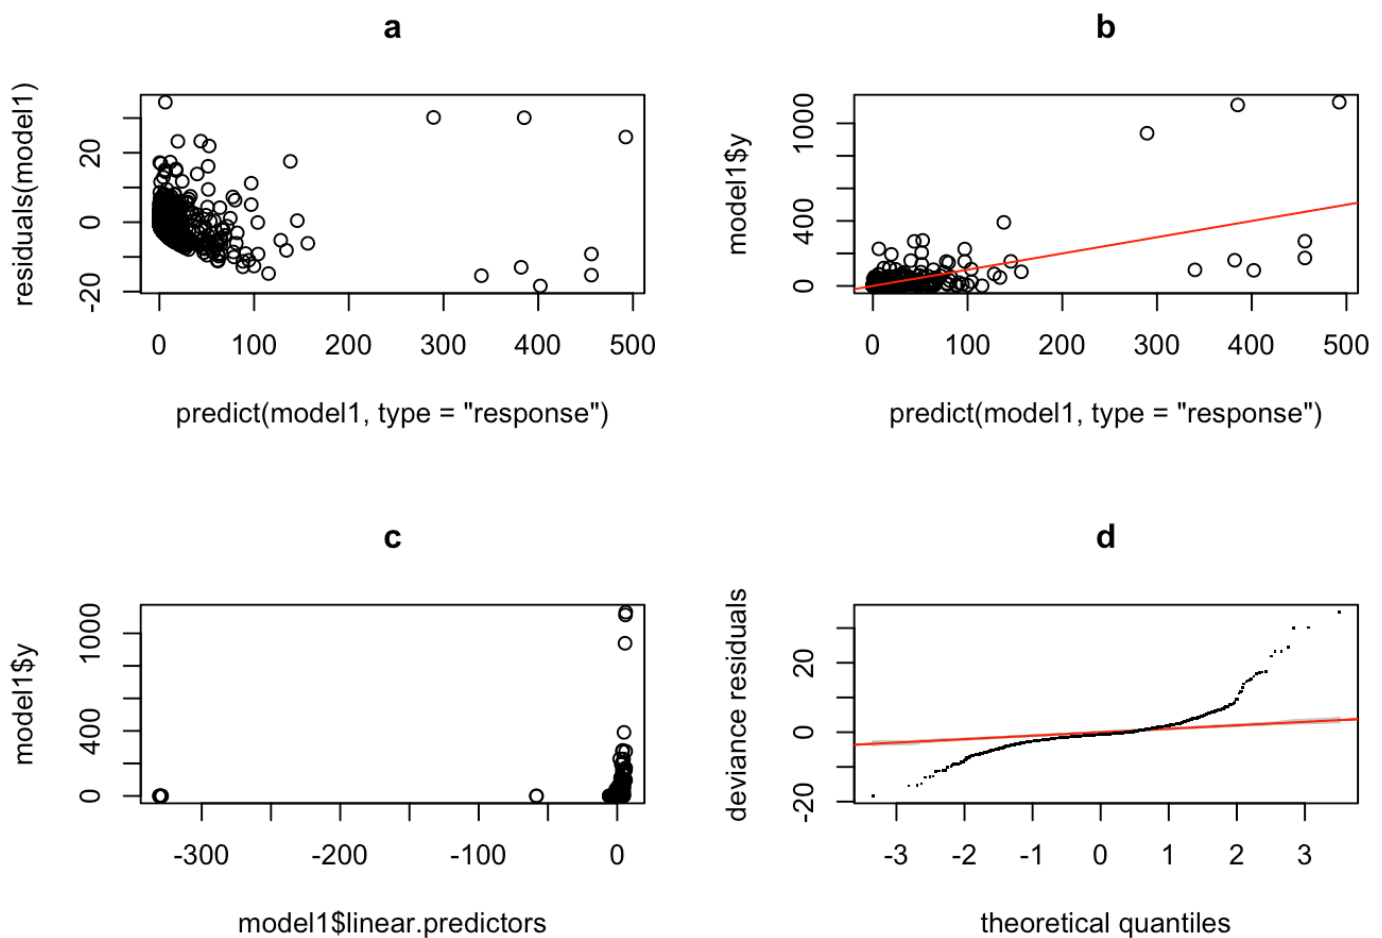 a
residuals(model1)
20
0
-20
0 100 200 300 400 500
predict(model1, type = "response")
b
model1$y
1000
400
0
0 100 200 300 400 500
predict(model1, type = "response")
c
model1$y
1000
400
0
-300 -200 -100 0
model1$linear.predictors
d
deviance residuals
20
0
-20
-3 -2 -1 0 1 2 3
theoretical quantiles